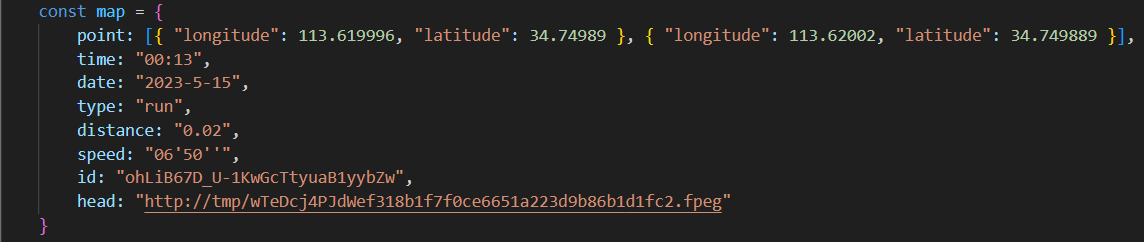 const map = {
point: [{ "longitude": 113.619996, "latitude": 34.74989 }, { "longitude": 113.62002, "latitude": 34.749889 }],
time: "00:13",
date: "2023-5-15",
type: "run",
distance: "0.02",
speed: "06'50''",
id: "ohLiB67D_U-1KwGcTtyuaB1yybZw",
head: "http://tmp/wTeDcj4PJdWef318b1f7f0ce6651a223d9b86b1d1fc2.fpeg"
}